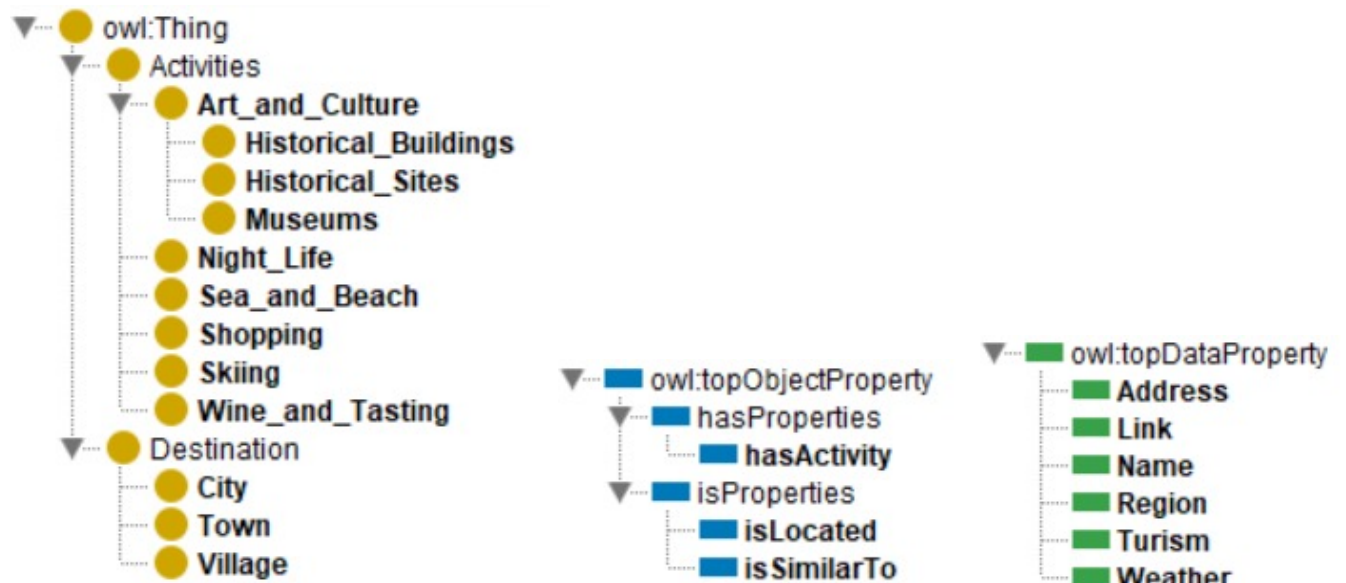 owl:Thing
Activities
Art_and_Culture
Historical_Buildings
Historical_Sites
Museums
Night_Life
Sea_and_Beach
Shopping
Skiing
Wine_and_Tasting
Destination
City
Town
Village
owl:topObjectProperty
hasProperties
hasActivity
isProperties
isLocated
isSimilarTo
owl:topDataProperty
Address
Link
Name
Region
Turism
Weather